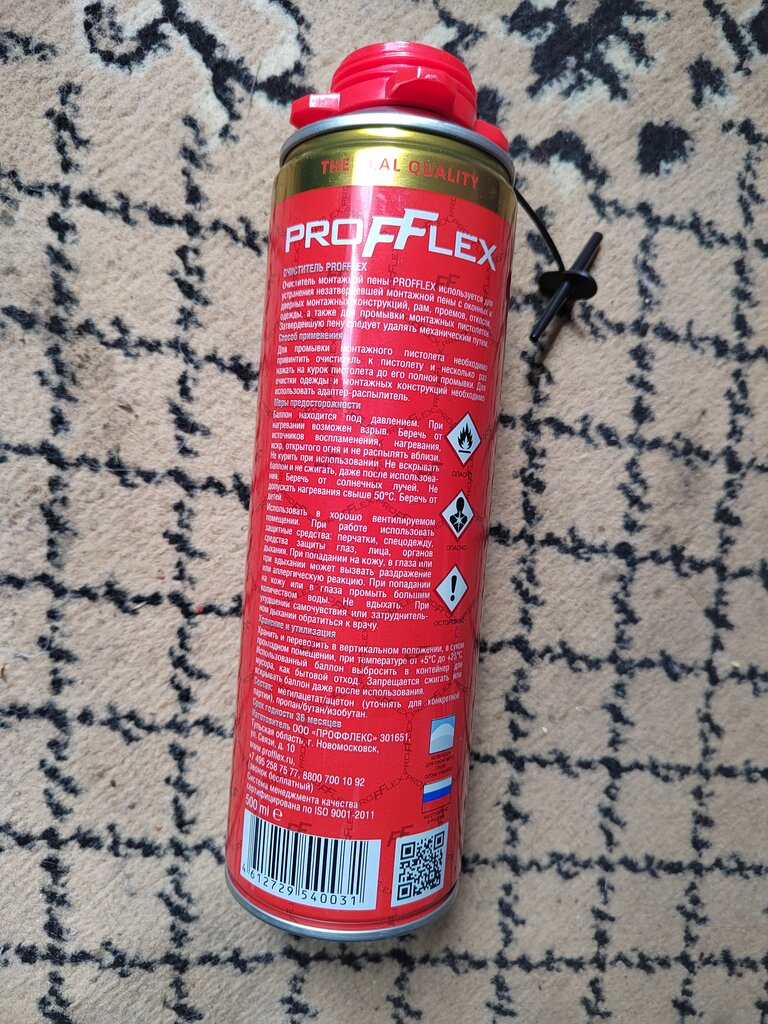 THE AL QUALITY
PROFFLEX
ОЧИСТИТЕЛЬ PROFFLEX
Очиститель монтажной пены PROFFLEX используется для
устранения незатвердевшей монтажной пены с оконных и
дверных монтажных конструкций, рам, проемов, откосов,
одежды, а также для промывки монтажных пистолетов.
Затвердевшую пену следует удалять механическим путем.
Способ применения
Для промывки монтажного пистолета необходимо
привинтить очиститель к пистолету и несколько раз
нажать на курок пистолета до его полной промывки. Для
очистки одежды и монтажных конструкций необходимо
использовать адаптер-распылитель.
Меры предосторожности
Баллон находится под давлением. При
нагревании возможен взрыв. Беречь от
источников воспламенения, нагревания,
искр, открытого огня и не распылять вблизи.
Не курить при использовании. Не вскрывать
баллон и не сжигать, даже после использова-
ния. Беречь от солнечных лучей. Не
допускать нагревания свыше 50°С. Беречь от
детей.
Использовать в хорошо вентилируемом
помещении. При работе использовать
защитные средства: перчатки, спецодежду,
средства защиты глаз, лица, органов
дыхания. При попадании на кожу, в глаза или
при вдыхании может вызвать раздражение
или аллергическую реакцию. При попадании
на кожу или в глаза промыть большим
количеством воды. Не вдыхать. При
ухудшении самочувствия или затруднитель-
ном дыхании обратиться к врачу.
ОПАСНО
ОПАСНО
ОСТОРОЖНО
Хранение и утилизация
Хранить и перевозить в вертикальном положении, в сухом
прохладном помещении, при температуре от +5°С до +25°С
Использованный баллон выбросить в контейнер для
мусора, как бытовой отход. Запрещается сжигать или
вскрывать баллон даже после использования.
Состав: метилацетат/ацетон (уточнять для конкретной
партии), пропан/бутан/изобутан.
Срок годности 36 месяцев
Изготовитель ООО «ПРОФФЛЕКС» 301651,
Тульская область, г. Новомосковск,
ул. Связи, д. 10
www.profflex.ru,
+7 495 258 75 77, 8800 700 10 92
(звонок бесплатный)
Система менеджмента качества
сертифицирована по ISO 9001-2011
500 ml e
4 612729 540031